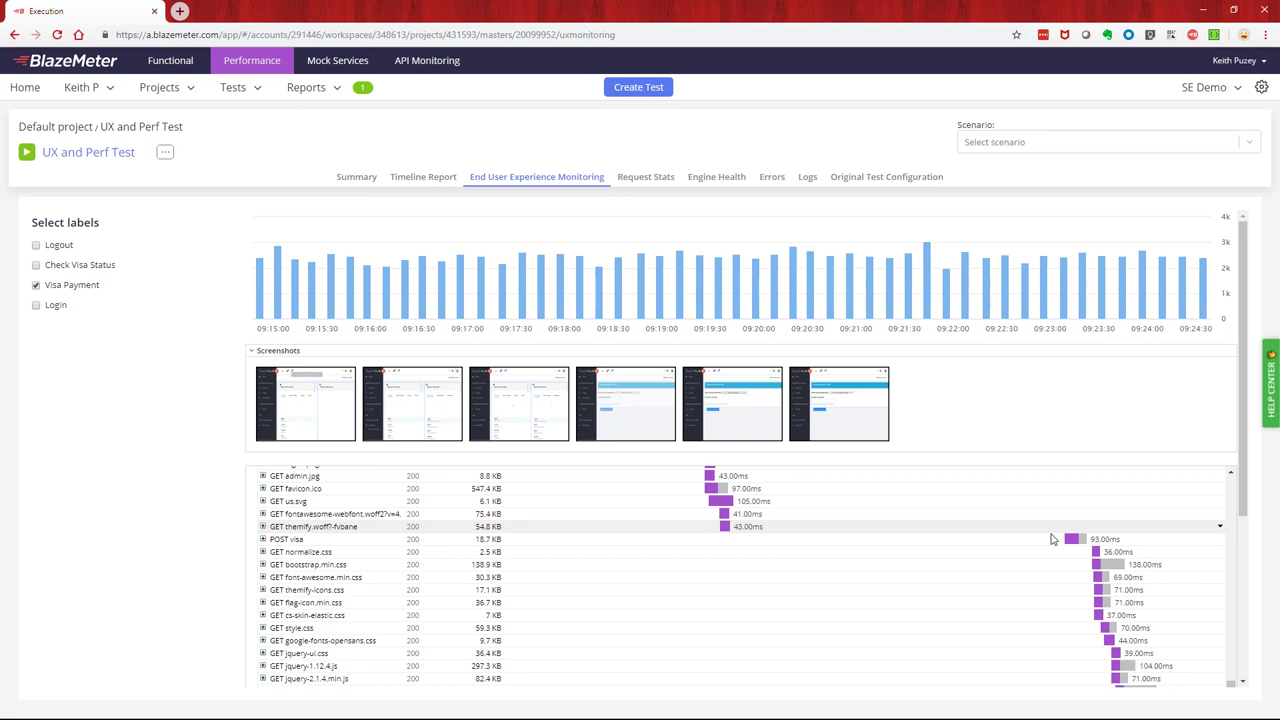 Execution
https://a.blazemeter.com/app/#/accounts/291446/workspaces/348613/projects/431593/masters/20099952/uxmonitoring
BlazeMeter Functional Performance Mock Services API Monitoring Keith Puzey
Home Keith P Projects Tests Reports 1 Create Test SE Demo
Default project / UX and Perf Test
Scenario:
UX and Perf Test
Select scenario
Summary Timeline Report End User Experience Monitoring Request Stats Engine Health Errors Logs Original Test Configuration
Select labels
Logout
Check Visa Status
Visa Payment
Login
4k
3k
2k
1k
0
09:15:00 09:15:30 09:16:00 09:16:30 09:17:00 09:17:30 09:18:00 09:18:30 09:19:00 09:19:30 09:20:00 09:20:30 09:21:00 09:21:30 09:22:00 09:22:30 09:23:00 09:23:30 09:24:00 09:24:30
Screenshots
GET admin.jpg 200 8.8 KB 43.00ms
GET favicon.ico 200 547.4 KB 97.00ms
GET us.svg 200 6.1 KB 105.00ms
GET fontawesome-webfont.woff2?v=4. 200 75.4 KB 41.00ms
GET themify.woff?-fvbane 200 54.8 KB 43.00ms
POST visa 200 18.7 KB 93.00ms
GET normalize.css 200 2.5 KB 36.00ms
GET bootstrap.min.css 200 138.9 KB 138.00ms
GET font-awesome.min.css 200 30.3 KB 69.00ms
GET themify-icons.css 200 17.1 KB 71.00ms
GET flag-icon.min.css 200 36.7 KB 71.00ms
GET cs-skin-elastic.css 200 7 KB 37.00ms
GET style.css 200 59.3 KB 70.00ms
GET google-fonts-opensans.css 200 9.7 KB 44.00ms
GET jquery-ui.css 200 36.4 KB 39.00ms
GET jquery-1.12.4.js 200 297.3 KB 104.00ms
GET jquery-2.1.4.min.js 200 82.4 KB 71.00ms
HELP CENTER